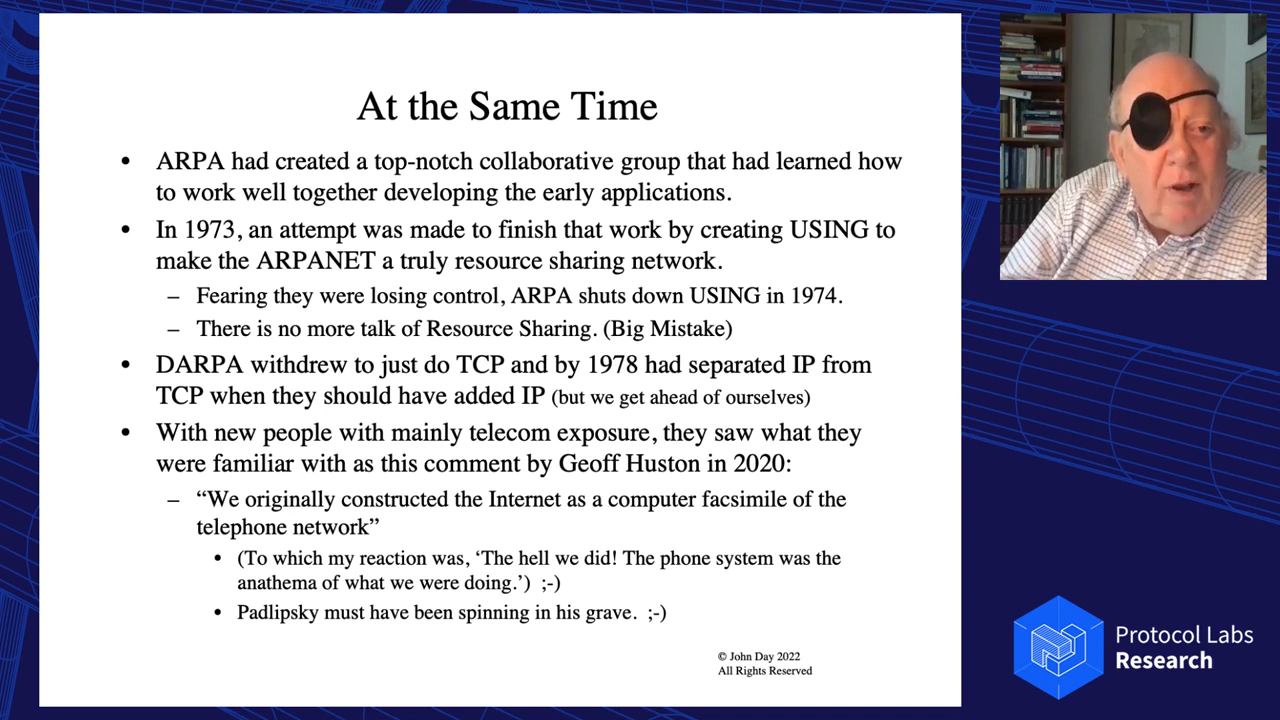 At the Same Time
• ARPA had created a top-notch collaborative group that had learned how
to work well together developing the early applications.
• In 1973, an attempt was made to finish that work by creating USING to
make the ARPANET a truly resource sharing network.
– Fearing they were losing control, ARPA shuts down USING in 1974.
– There is no more talk of Resource Sharing. (Big Mistake)
• DARPA withdrew to just do TCP and by 1978 had separated IP from
TCP when they should have added IP (but we get ahead of ourselves)
• With new people with mainly telecom exposure, they saw what they
were familiar with as this comment by Geoff Huston in 2020:
– “We originally constructed the Internet as a computer facsimile of the
telephone network”
• (To which my reaction was, ‘The hell we did! The phone system was the
anathema of what we were doing.’) ;-)
• Padlipsky must have been spinning in his grave. ;-)
© John Day 2022
All Rights Reserved
Protocol Labs
Research